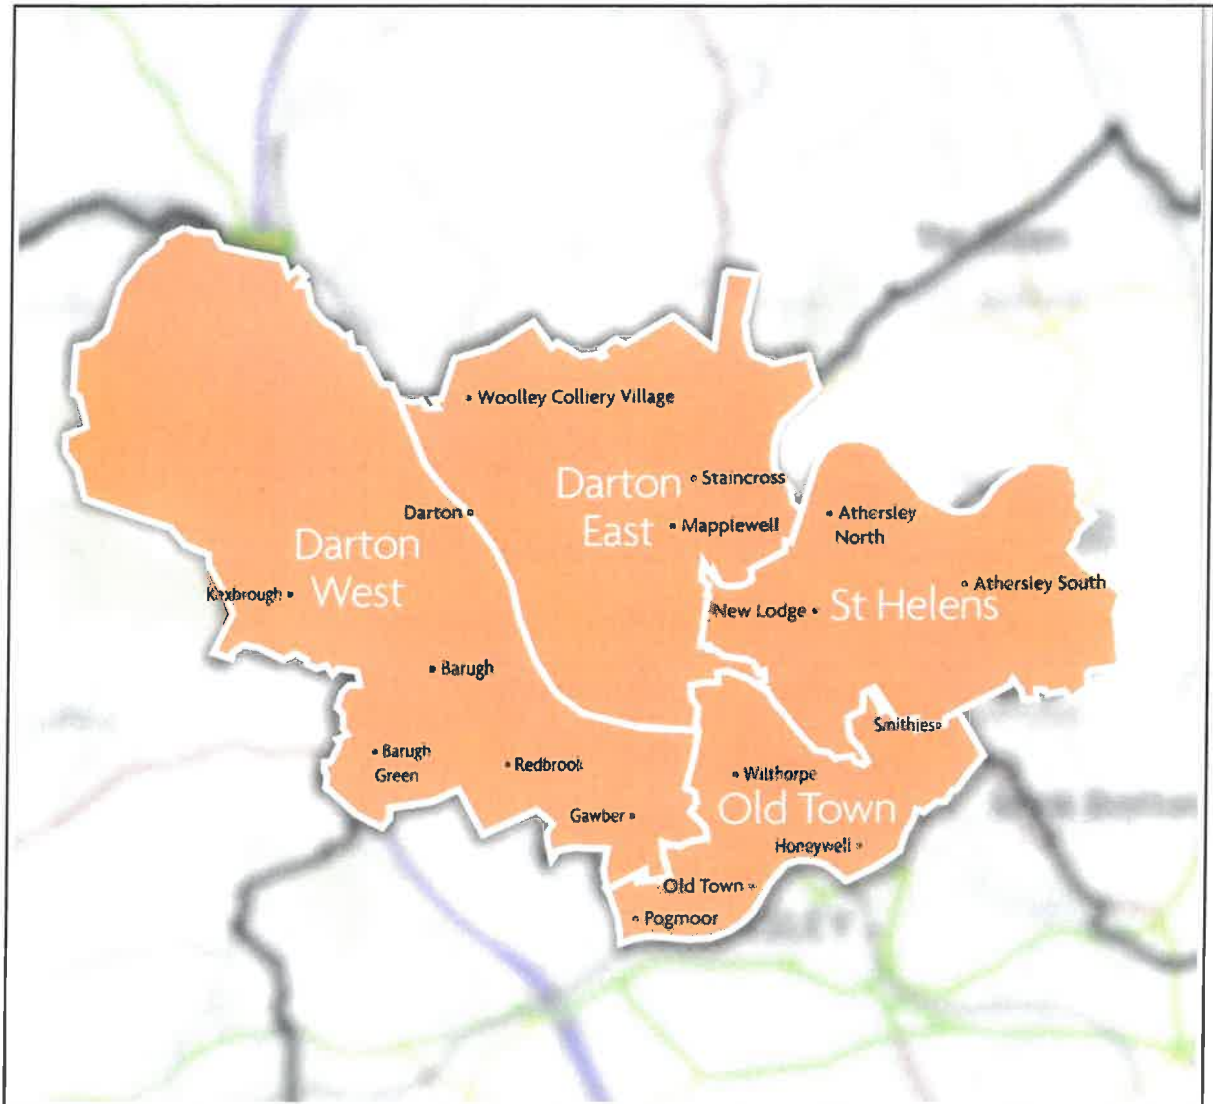 Woolley Colliery Village
Darton
East
Staincross
Mapplewell
Darton
Darton
West
Kexbrough
Athersley
North
Athersley South
New Lodge
St Helens
Barugh
Smithies
Barugh
Green
Redbrook
Wilthorpe
Old Town
Gawber
Honeywell
Old Town
Pogmoor